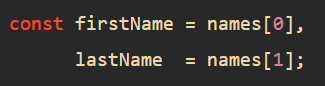 const firstName = names[0],
      lastName  = names[1];